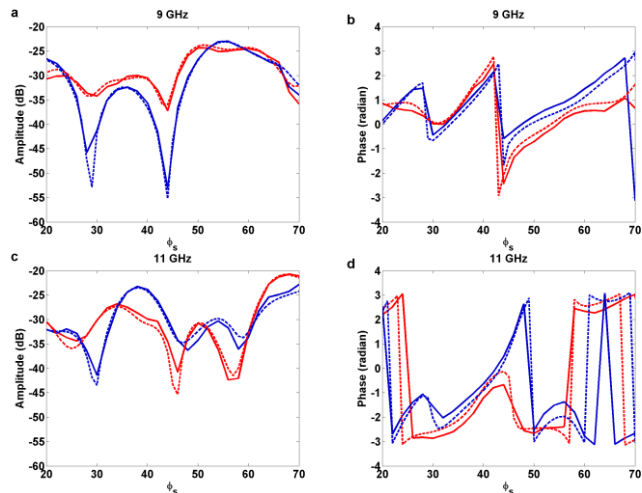 a
9 GHz
Amplitude (dB)
-20
-25
-30
-35
-40
-45
-50
-55
-60
20 30 40 50 60 70
ϕs
b
9 GHz
Phase (radian)
4
3
2
1
0
-1
-2
-3
-4
20 30 40 50 60 70
ϕs
c
11 GHz
Amplitude (dB)
-20
-25
-30
-35
-40
-45
-50
-55
-60
20 30 40 50 60 70
ϕs
d
11 GHz
Phase (radian)
4
3
2
1
0
-1
-2
-3
-4
20 30 40 50 60 70
ϕs